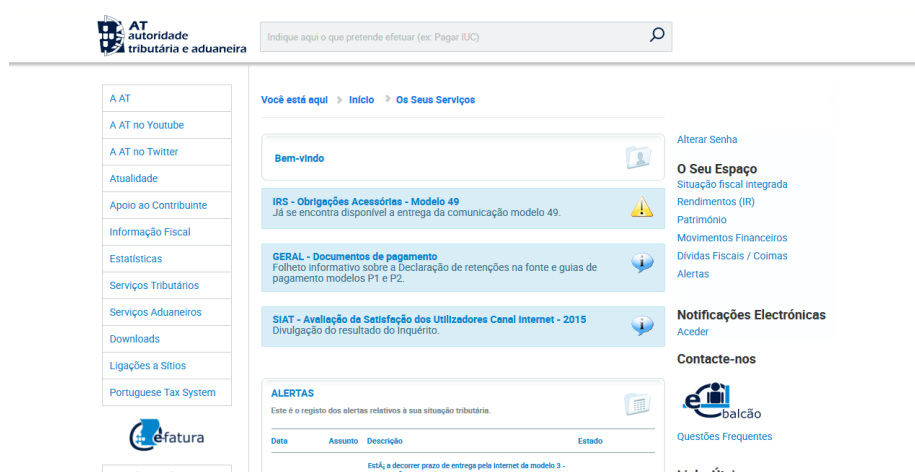 AT
autoridade
tributária e aduaneira
Indique aqui o que pretende efetuar (ex: Pagar IUC)
A AT
A AT no Youtube
A AT no Twitter
Atualidade
Apoio ao Contribuinte
Informação Fiscal
Estatísticas
Serviços Tributários
Serviços Aduaneiros
Downloads
Ligações a Sítios
Portuguese Tax System
efatura
Você está aqui > Início > Os Seus Serviços
Bem-vindo
IRS - Obrigações Acessórias - Modelo 49
Já se encontra disponível a entrega da comunicação modelo 49.
GERAL - Documentos de pagamento
Folheto informativo sobre a Declaração de retenções na fonte e guias de
pagamento modelos P1 e P2.
SIAT - Avaliação da Satisfação dos Utilizadores Canal Internet - 2015
Divulgação do resultado do Inquérito.
ALERTAS
Este é o registo dos alertas relativos à sua situação tributária.
Data Assunto Descrição Estado
EstÃ¡ a decorrer prazo de entrega pela Internet da modelo 3 -
Alterar Senha
O Seu Espaço
Situação fiscal integrada
Rendimentos (IR)
Património
Movimentos Financeiros
Dívidas Fiscais / Coimas
Alertas
Notificações Electrónicas
Aceder
Contacte-nos
e balcão
Questões Frequentes